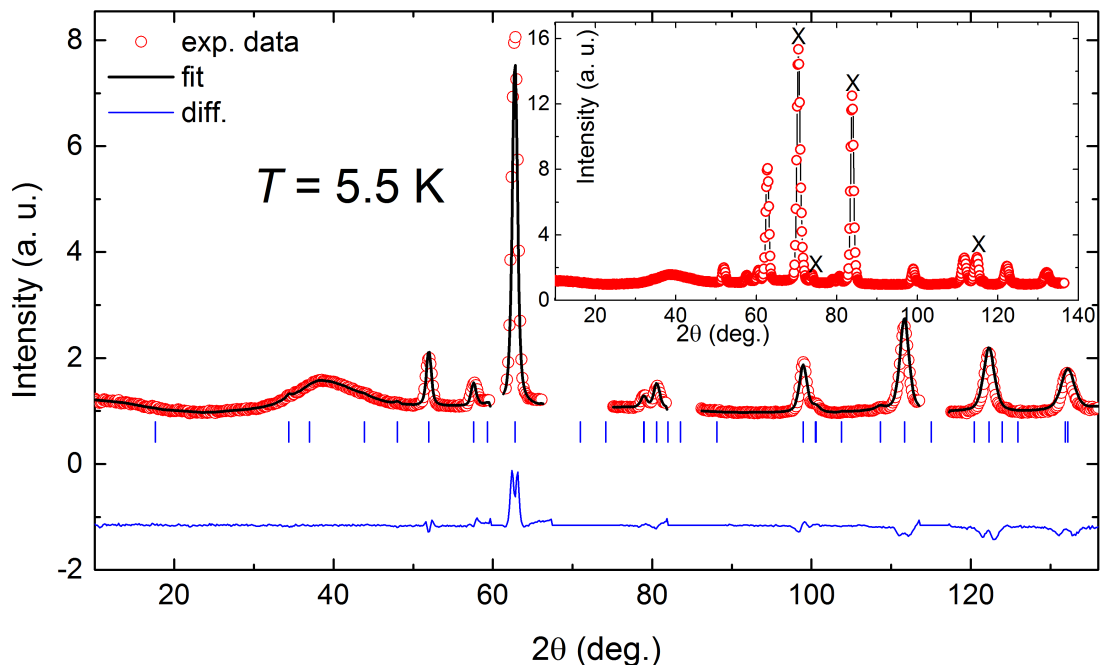 exp. data
fit
diff.
T = 5.5 K
Intensity (a. u.)
8
6
4
2
0
-2
20
40
60
80
100
120
2θ (deg.)
Intensity (a. u.)
16
12
8
4
0
20
40
60
80
100
120
140
2θ (deg.)
X
X
X
X